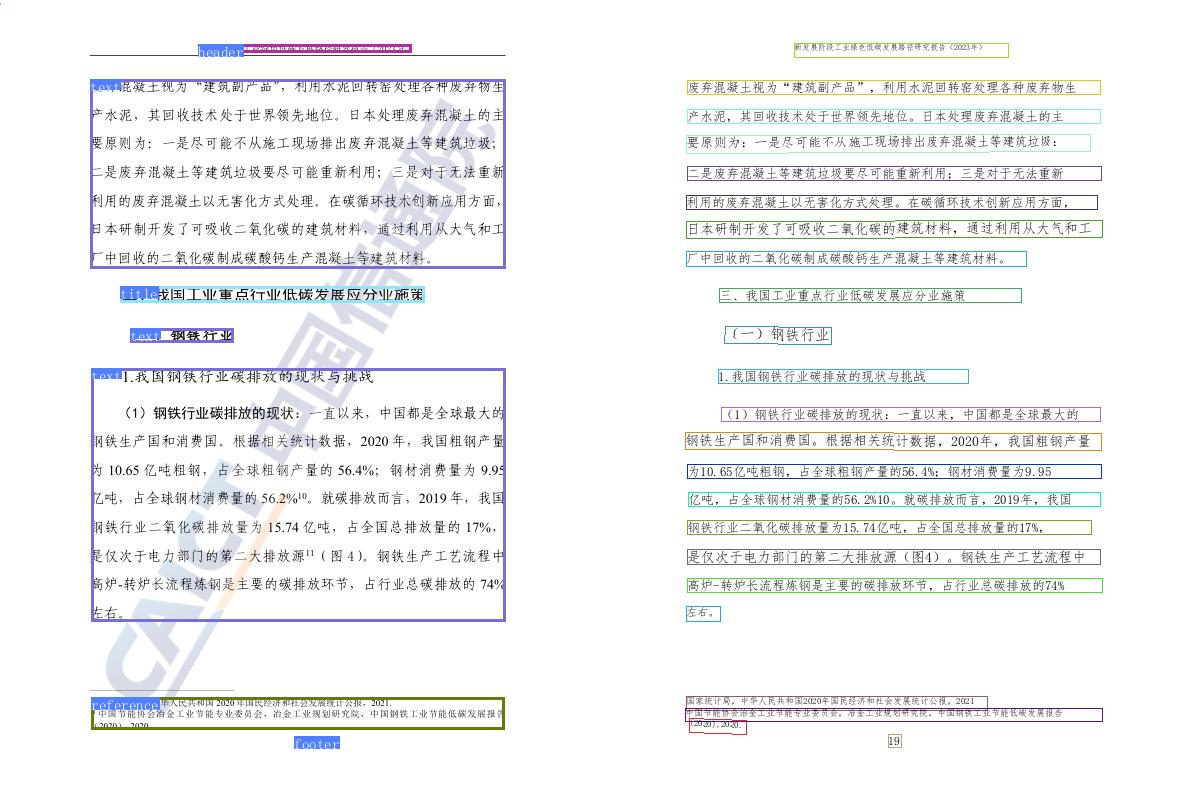 header
text 混凝土视为“建筑副产品”，利用水泥回转窑处理各种废弃物生
产水泥，其回收技术处于世界领先地位。日本处理废弃混凝土的主
要原则为：一是尽可能不从施工现场排出废弃混凝土等建筑垃圾；
二是废弃混凝土等建筑垃圾要尽可能重新利用；三是对于无法重新
利用的废弃混凝土以无害化方式处理。在碳循环技术创新应用方面，
日本研制开发了可吸收二氧化碳的建筑材料，通过利用从大气和工
厂中回收的二氧化碳制成碳酸钙生产混凝土等建筑材料。
title 我国工业重点行业低碳发展应分业施策
text 钢铁行业
text 1.我国钢铁行业碳排放的现状与挑战
（1）钢铁行业碳排放的现状：一直以来，中国都是全球最大的
钢铁生产国和消费国。根据相关统计数据，2020 年，我国粗钢产量
为 10.65 亿吨粗钢，占全球粗钢产量的 56.4%；钢材消费量为 9.95
亿吨，占全球钢材消费量的 56.2%¹⁰。就碳排放而言，2019 年，我国
钢铁行业二氧化碳排放量为 15.74 亿吨，占全国总排放量的 17%，
是仅次于电力部门的第二大排放源¹¹（图 4）。钢铁生产工艺流程中
高炉-转炉长流程炼钢是主要的碳排放环节，占行业总碳排放的 74%
左右。
CAICT 中国信通院
reference 华人民共和国 2020 年国民经济和社会发展统计公报，2021.
中国节能协会冶金工业节能专业委员会，冶金工业规划研究院，中国钢铁工业节能低碳发展报告
（2020），2020.
footer
新发展阶段工业绿色低碳发展路径研究报告（2023年）
废弃混凝土视为“建筑副产品”，利用水泥回转窑处理各种废弃物生
产水泥，其回收技术处于世界领先地位。日本处理废弃混凝土的主
要原则为：一是尽可能不从施工现场排出废弃混凝土等建筑垃圾：
二是废弃混凝土等建筑垃圾要尽可能重新利用；三是对于无法重新
利用的废弃混凝土以无害化方式处理。在碳循环技术创新应用方面，
日本研制开发了可吸收二氧化碳的建筑材料，通过利用从大气和工
厂中回收的二氧化碳制成碳酸钙生产混凝土等建筑材料。
三、我国工业重点行业低碳发展应分业施策
（一）钢铁行业
1.我国钢铁行业碳排放的现状与挑战
（1）钢铁行业碳排放的现状：一直以来，中国都是全球最大的
钢铁生产国和消费国。根据相关统计数据，2020年，我国粗钢产量
为10.65亿吨粗钢，占全球粗钢产量的56.4%；钢材消费量为9.95
亿吨，占全球钢材消费量的56.2%10。就碳排放而言，2019年，我国
钢铁行业二氧化碳排放量为15.74亿吨，占全国总排放量的17%，
是仅次于电力部门的第二大排放源（图4）。钢铁生产工艺流程中
高炉-转炉长流程炼钢是主要的碳排放环节，占行业总碳排放的74%
左右。
国家统计局，中华人民共和国2020年国民经济和社会发展统计公报，2021
中国节能协会冶金工业节能专业委员会，冶金工业规划研究院，中国钢铁工业节能低碳发展报告
（2020），2020.
19